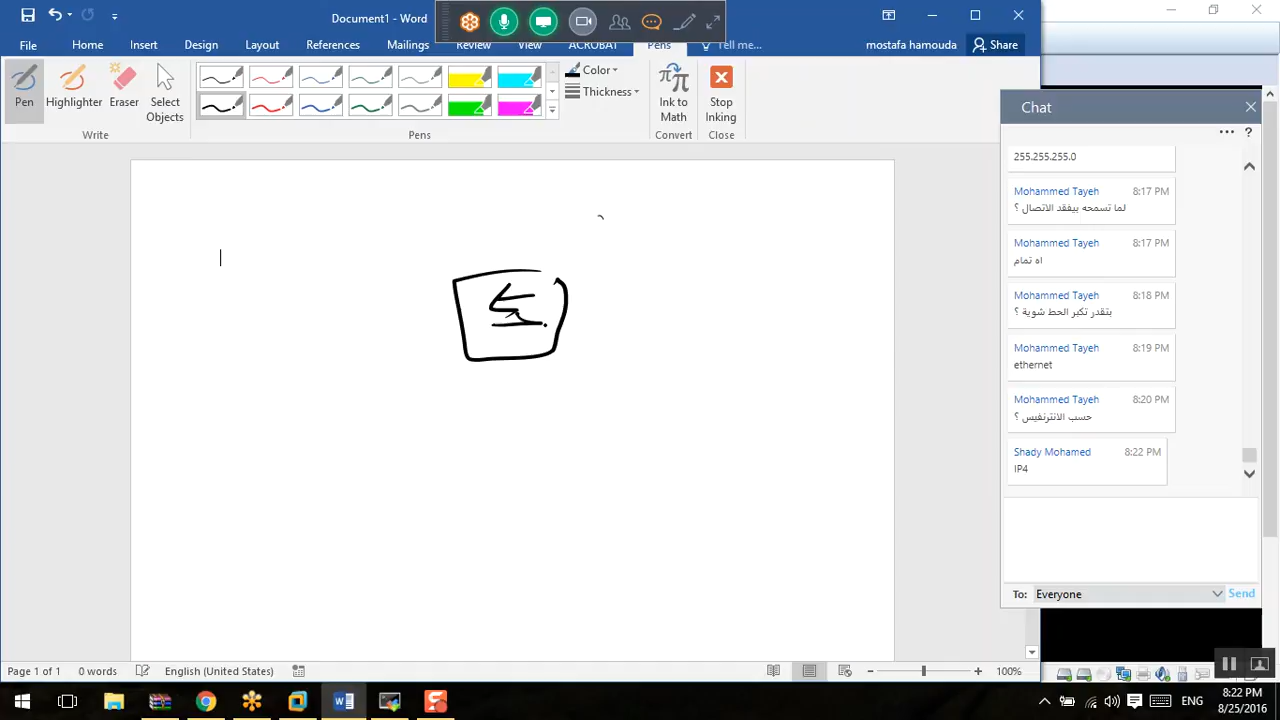 Document1 - Word
File
Home
Insert
Design
Layout
References
Mailings
Review
View
ACROBAT
Pens
Tell me...
mostafa hamouda
Share
Pen
Highlighter
Eraser
Select Objects
Color
Thickness
Ink to Math
Stop Inking
Write
Pens
Convert
Close
Chat
255.255.255.0
Mohammed Tayeh 8:17 PM
لما تسمحه بيفقد الاتصال ؟
Mohammed Tayeh 8:17 PM
اه تمام
Mohammed Tayeh 8:18 PM
بتقدر تكبر الحط شوية ؟
Mohammed Tayeh 8:19 PM
ethernet
Mohammed Tayeh 8:20 PM
حسب الانترنفيس ؟
Shady Mohamed 8:22 PM
IP4
To: Everyone Send
Page 1 of 1 0 words English (United States) 100%
ENG 8:22 PM
8/25/2016